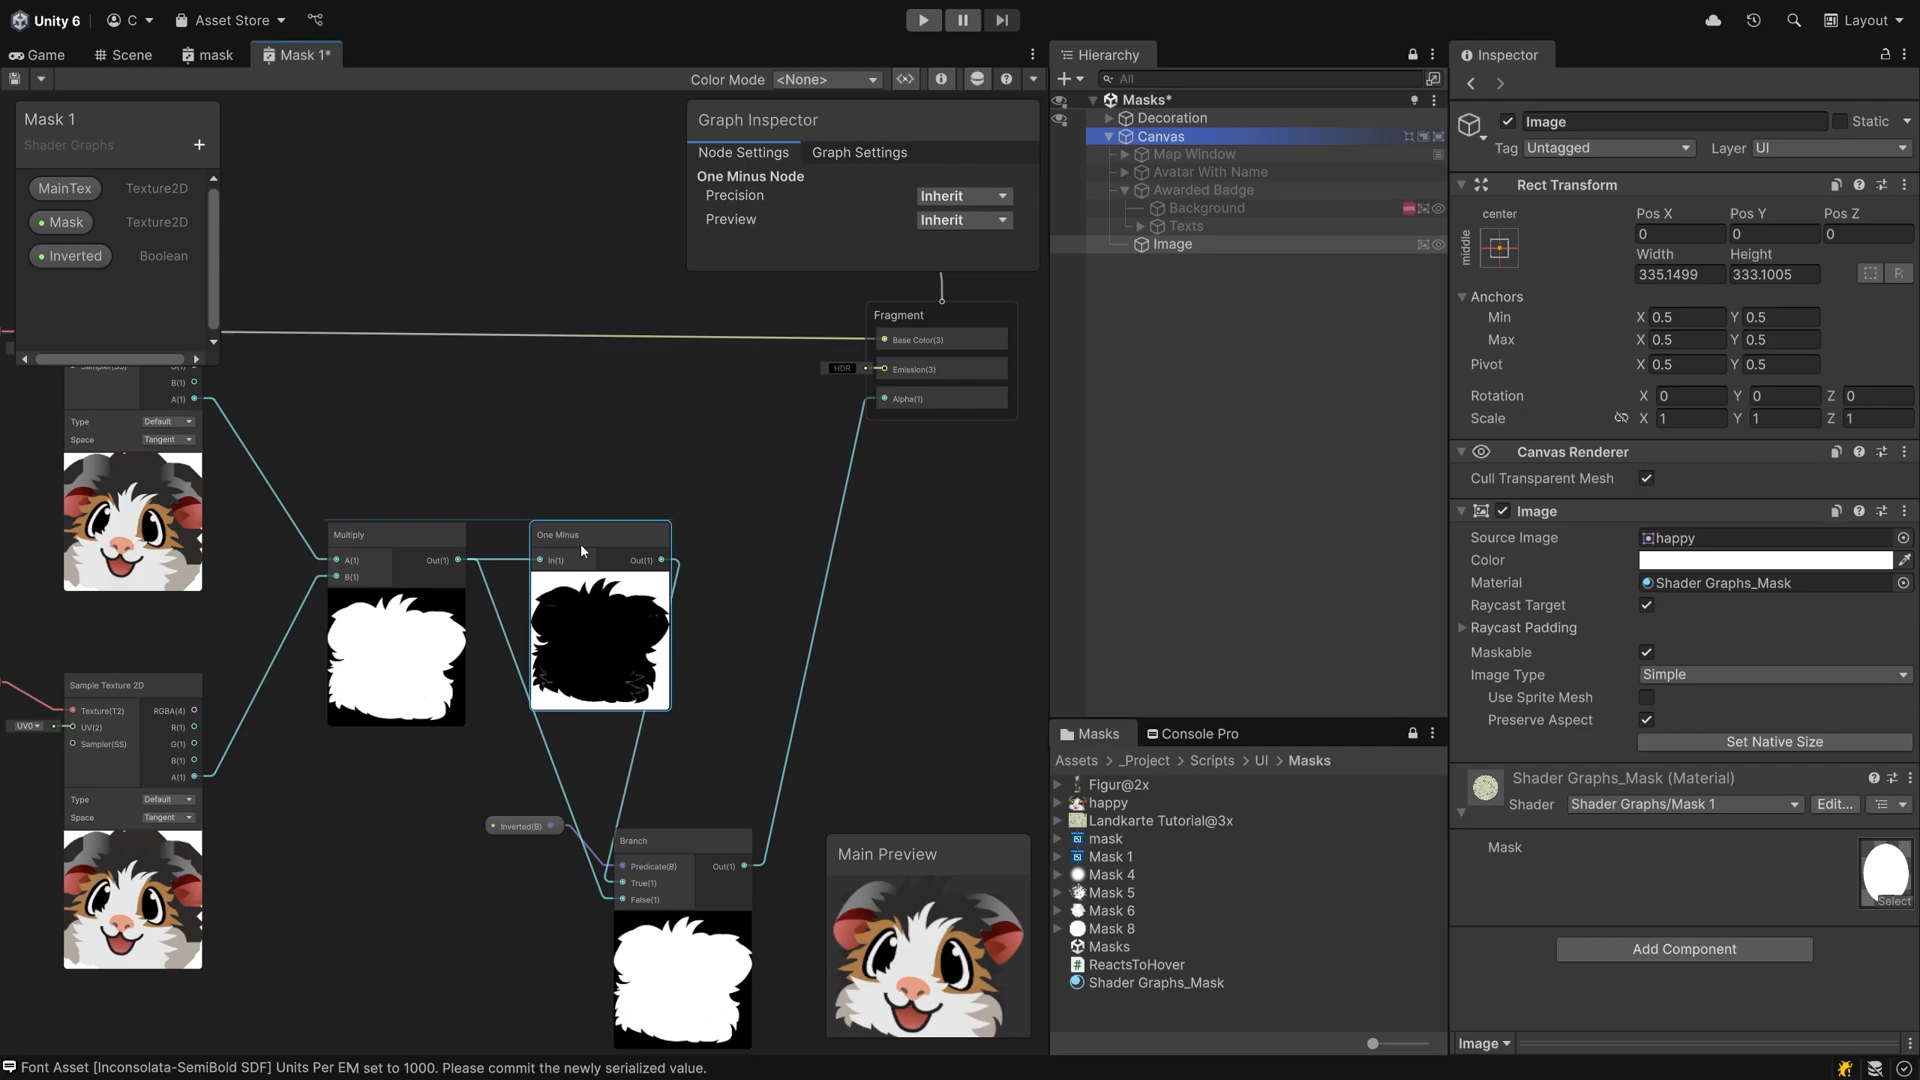 Unity 6
C
Asset Store
Layout
Game
Scene
mask
Mask 1*
Color Mode
<None>
Mask 1
Shader Graphs
MainTex
Texture2D
Mask
Texture2D
Inverted
Boolean
Graph Inspector
Node Settings
Graph Settings
One Minus Node
Precision
Inherit
Preview
Inherit
Fragment
Base Color(3)
HDR
Emission(3)
Alpha(1)
B(1)
A(1)
Type
Default
Space
Tangent
Multiply
A(1)
Out(1)
B(1)
One Minus
In(1)
Out(1)
Sample Texture 2D
Texture(T2)
RGBA(4)
UV0
UV(2)
R(1)
Sampler(SS)
G(1)
B(1)
A(1)
Type
Default
Space
Tangent
Inverted(B)
Branch
Predicate(B)
Out(1)
True(1)
False(1)
Main Preview
Hierarchy
All
Masks*
Decoration
Canvas
Map Window
Avatar With Name
Awarded Badge
Background
Texts
Image
Masks
Console Pro
Assets > _Project > Scripts > UI > Masks
Figur@2x
happy
Landkarte Tutorial@3x
mask
Mask 1
Mask 4
Mask 5
Mask 6
Mask 8
Masks
ReactsToHover
Shader Graphs_Mask
Inspector
Image
Static
Tag Untagged
Layer UI
Rect Transform
center
Pos X
Pos Y
Pos Z
middle
0
0
0
Width
Height
335.1499
333.1005
R
Anchors
Min
X 0.5
Y 0.5
Max
X 0.5
Y 0.5
Pivot
X 0.5
Y 0.5
Rotation
X 0
Y 0
Z 0
Scale
X 1
Y 1
Z 1
Canvas Renderer
Cull Transparent Mesh
Image
Source Image
happy
Color
Material
Shader Graphs_Mask
Raycast Target
Raycast Padding
Maskable
Image Type
Simple
Use Sprite Mesh
Preserve Aspect
Set Native Size
Shader Graphs_Mask (Material)
Shader
Shader Graphs/Mask 1
Edit...
Mask
Select
Add Component
Image
Font Asset [Inconsolata-SemiBold SDF] Units Per EM set to 1000. Please commit the newly serialized value.